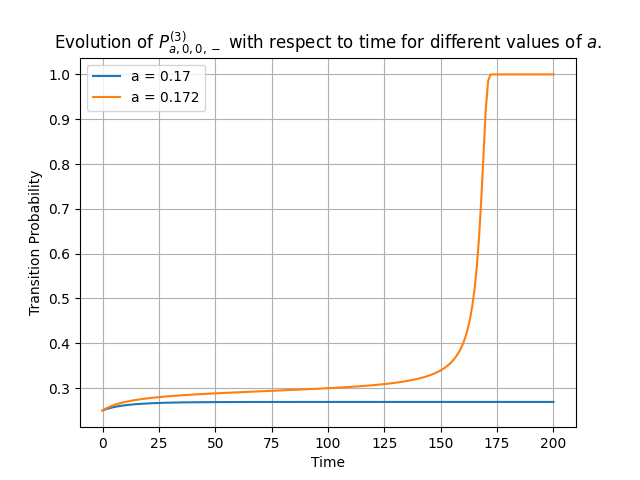 Evolution of $P^{(3)}_{a,0,0,-}$ with respect to time for different values of $a$.
a = 0.17
a = 0.172
1.0
0.9
0.8
0.7
0.6
0.5
0.4
0.3
Transition Probability
0 25 50 75 100 125 150 175 200
Time